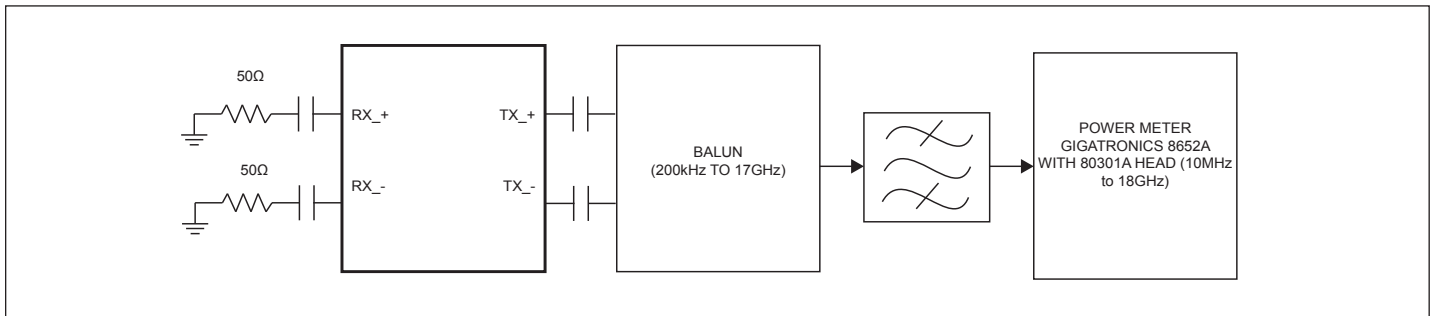 50Ω
RX_+
TX_+
50Ω
RX_-
TX_-
BALUN
(200kHz TO 17GHz)
POWER METER
GIGATRONICS 8652A
WITH 80301A HEAD (10MHz
to 18GHz)